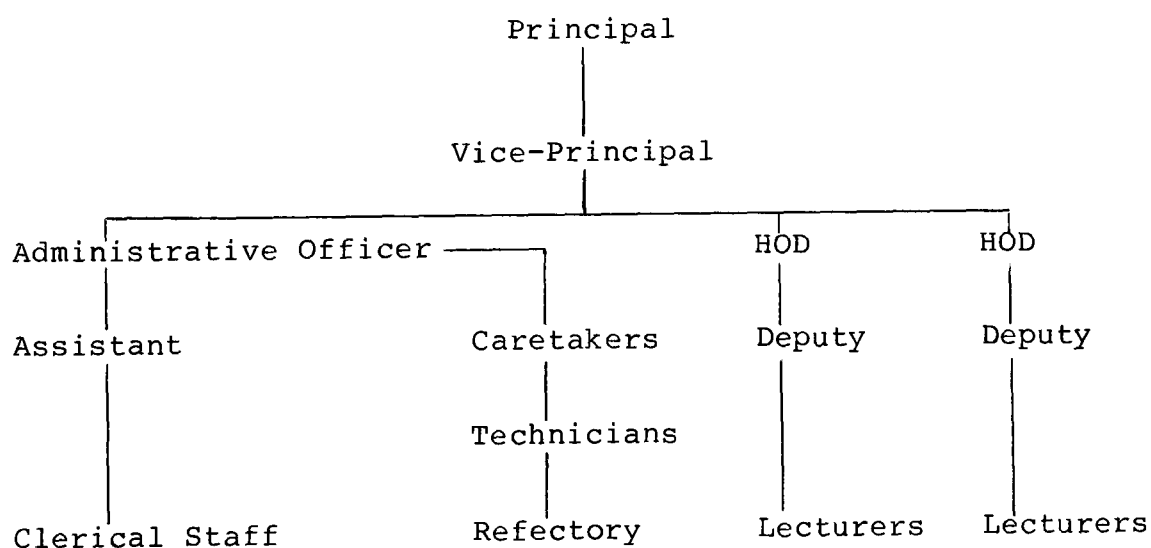 Principal
Vice-Principal
Administrative Officer HOD HOD
Assistant Caretakers Deputy Deputy
Technicians
Clerical Staff Refectory Lecturers Lecturers